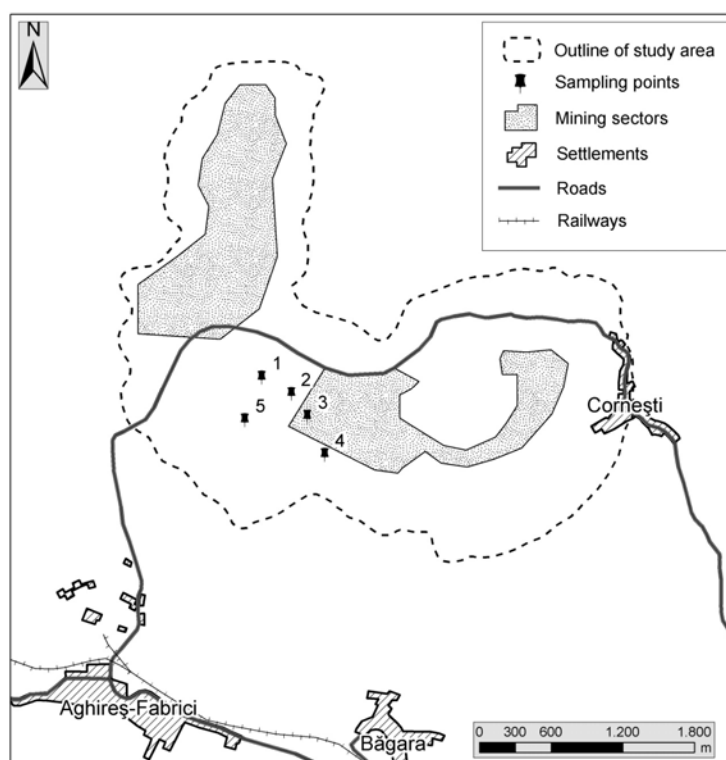 N
Outline of study area
Sampling points
Mining sectors
Settlements
Roads
Railways
1
2
3
4
5
Cornești
Aghireş-Fabrici
Băgara
0 300 600 1.200 1.800
m